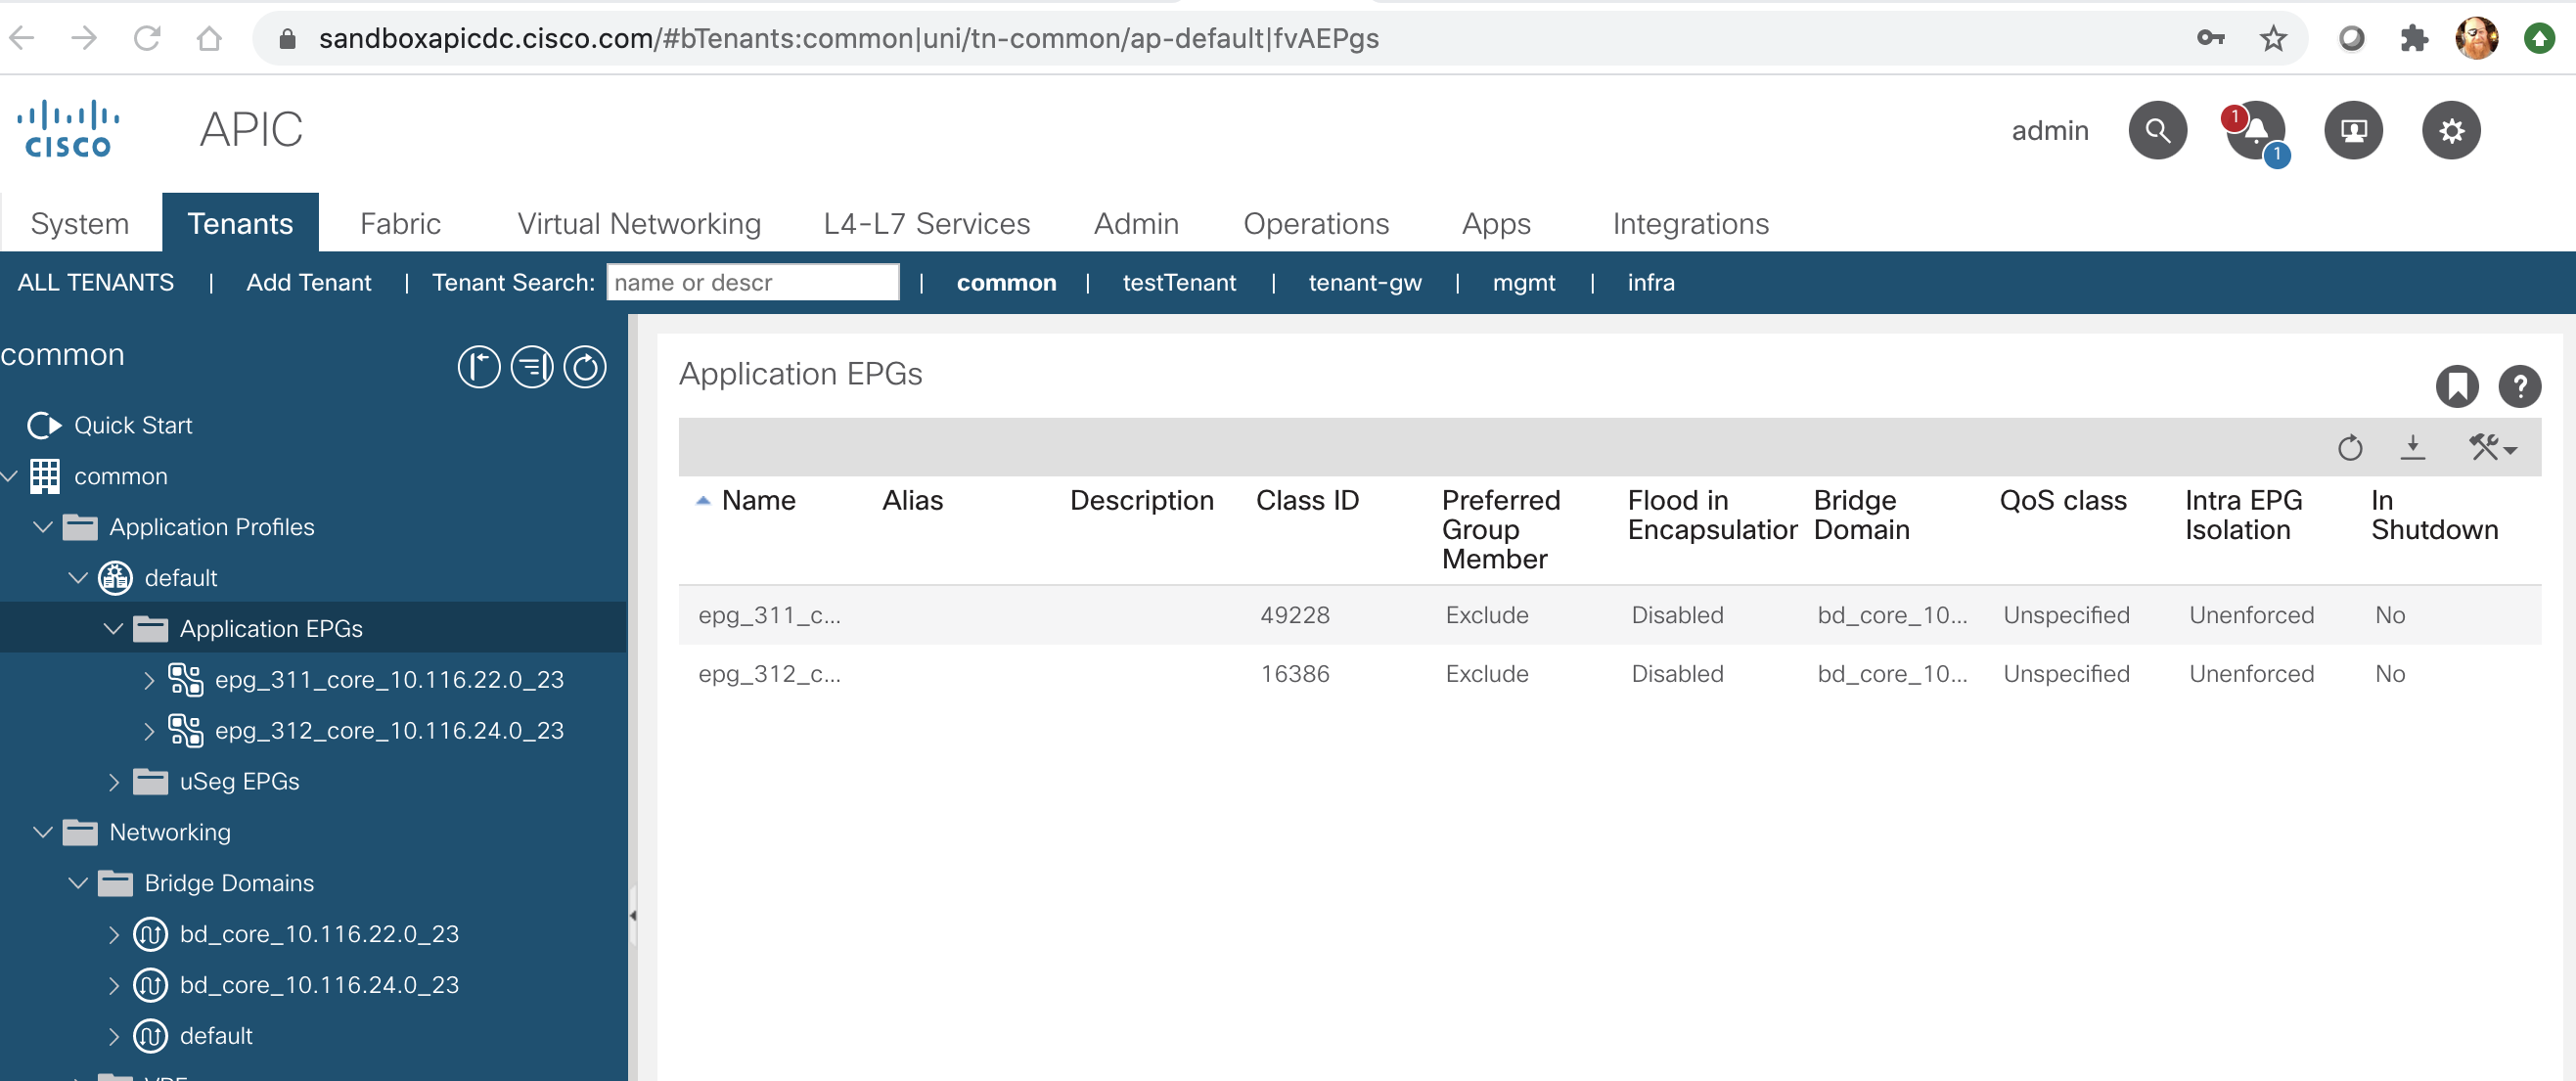 sandboxapicdc.cisco.com/#bTenants:common|uni/tn-common/ap-default|fvAEPgs
CISCO
APIC
admin
1
1
System
Tenants
Fabric
Virtual Networking
L4-L7 Services
Admin
Operations
Apps
Integrations
ALL TENANTS | Add Tenant | Tenant Search: name or descr | common | testTenant | tenant-gw | mgmt | infra
common
Quick Start
common
Application Profiles
default
Application EPGs
epg_311_core_10.116.22.0_23
epg_312_core_10.116.24.0_23
uSeg EPGs
Networking
Bridge Domains
bd_core_10.116.22.0_23
bd_core_10.116.24.0_23
default
Application EPGs
?
Name
Alias
Description
Class ID
Preferred
Group
Member
Flood in
Encapsulation
Bridge
Domain
QoS class
Intra EPG
Isolation
In
Shutdown
epg_311_c... 49228 Exclude Disabled bd_core_10... Unspecified Unenforced No
epg_312_c... 16386 Exclude Disabled bd_core_10... Unspecified Unenforced No